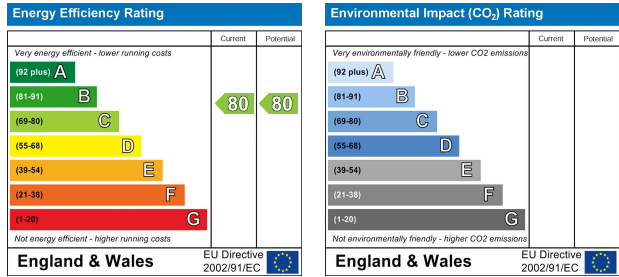 Energy Efficiency Rating
Current Potential
Very energy efficient - lower running costs
(92 plus) A
(81-91) B
80 80
(69-80) C
(55-68) D
(39-54) E
(21-38) F
(1-20) G
Not energy efficient - higher running costs
England & Wales
EU Directive
2002/91/EC
Environmental Impact (CO2) Rating
Current Potential
Very environmentally friendly - lower CO2 emissions
(92 plus) A
(81-91) B
(69-80) C
(55-68) D
(39-54) E
(21-38) F
(1-20) G
Not environmentally friendly - higher CO2 emissions
England & Wales
EU Directive
2002/91/EC